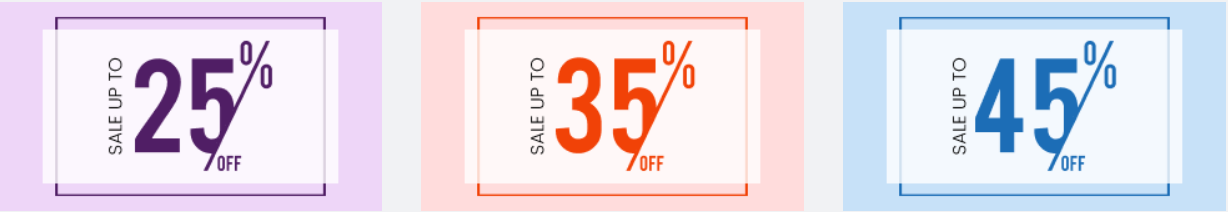 SALE UP TO
25%
OFF
SALE UP TO
35%
OFF
SALE UP TO
45%
OFF